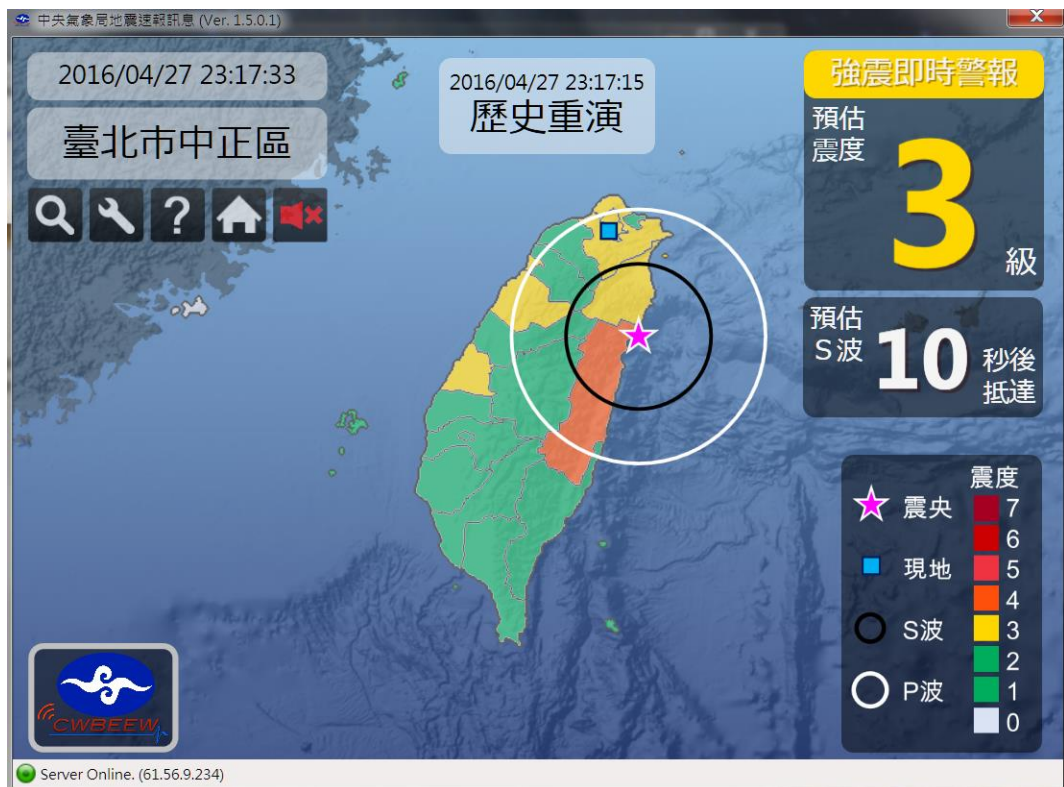 中央氣象局地震速報訊息 (Ver. 1.5.0.1)
2016/04/27 23:17:33
臺北市中正區
2016/04/27 23:17:15
歷史重演
強震即時警報
預估
震度
3
級
預估
S波
10
秒後
抵達
震度
震央
現地
S波
P波
7
6
5
4
3
2
1
0
CWBEEW
Server Online. (61.56.9.234)